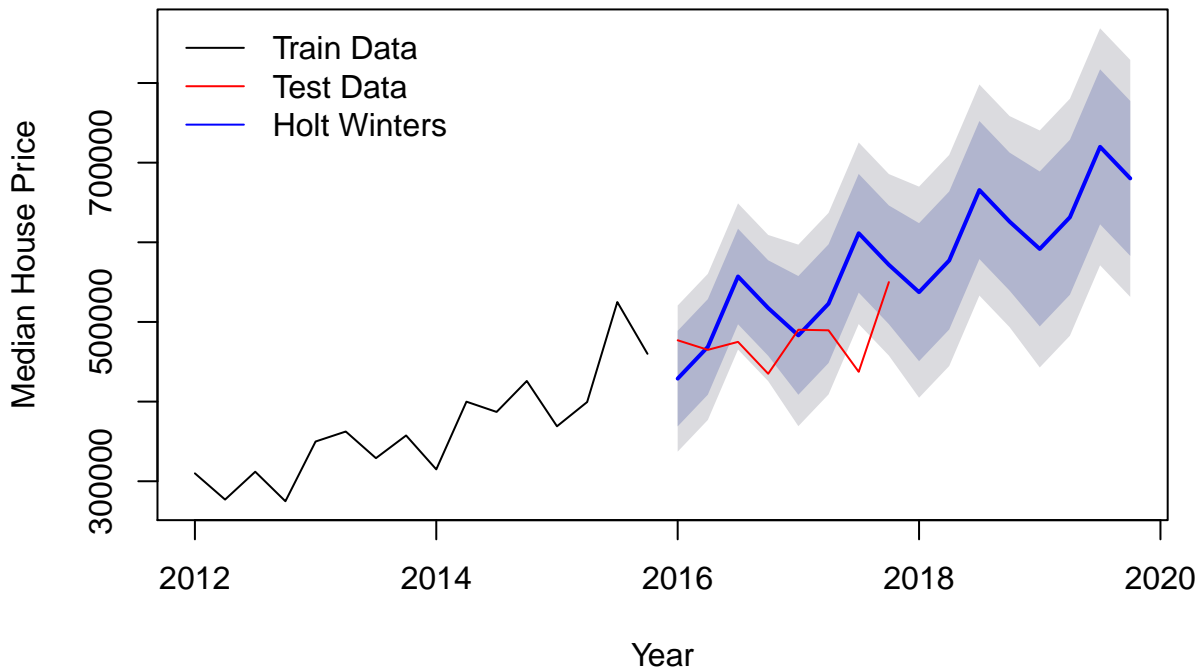 Train Data
Test Data
Holt Winters
Median House Price
700000
500000
300000
2012 2014 2016 2018 2020
Year